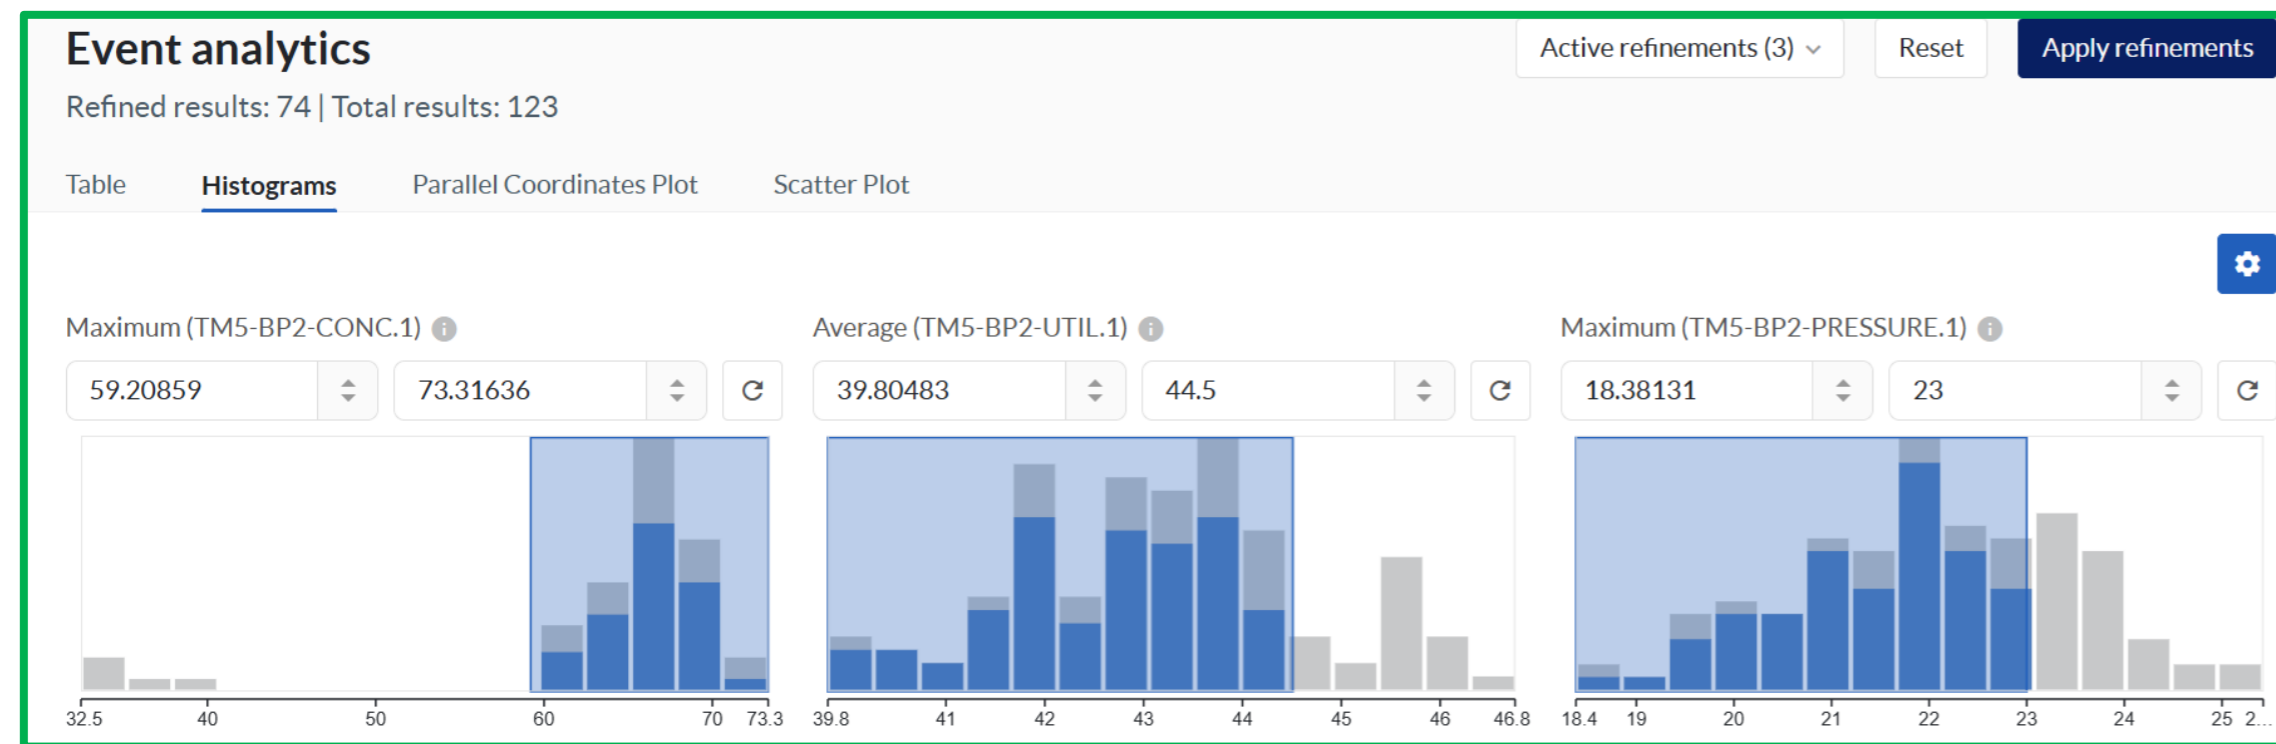 Event analytics
Active refinements (3)
Reset
Apply refinements
Refined results: 74 | Total results: 123
Table
Histograms
Parallel Coordinates Plot
Scatter Plot
Maximum (TM5-BP2-CONC.1)
Average (TM5-BP2-UTIL.1)
Maximum (TM5-BP2-PRESSURE.1)
59.20859
73.31636
39.80483
44.5
18.38131
23
32.5 40 50 60 70 73.3
39.8 41 42 43 44 45 46 46.8
18.4 19 20 21 22 23 24 25 2...